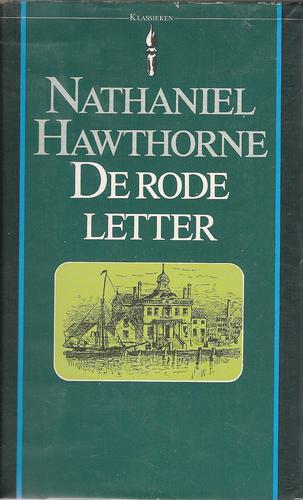 KLASSIEKEN
NATHANIEL
HAWTHORNE
DE RODE
LETTER